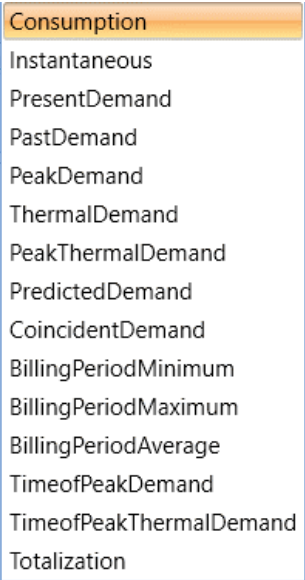 Consumption
Instantaneous
PresentDemand
PastDemand
PeakDemand
ThermalDemand
PeakThermalDemand
PredictedDemand
CoincidentDemand
BillingPeriodMinimum
BillingPeriodMaximum
BillingPeriodAverage
TimeofPeakDemand
TimeofPeakThermalDemand
Totalization